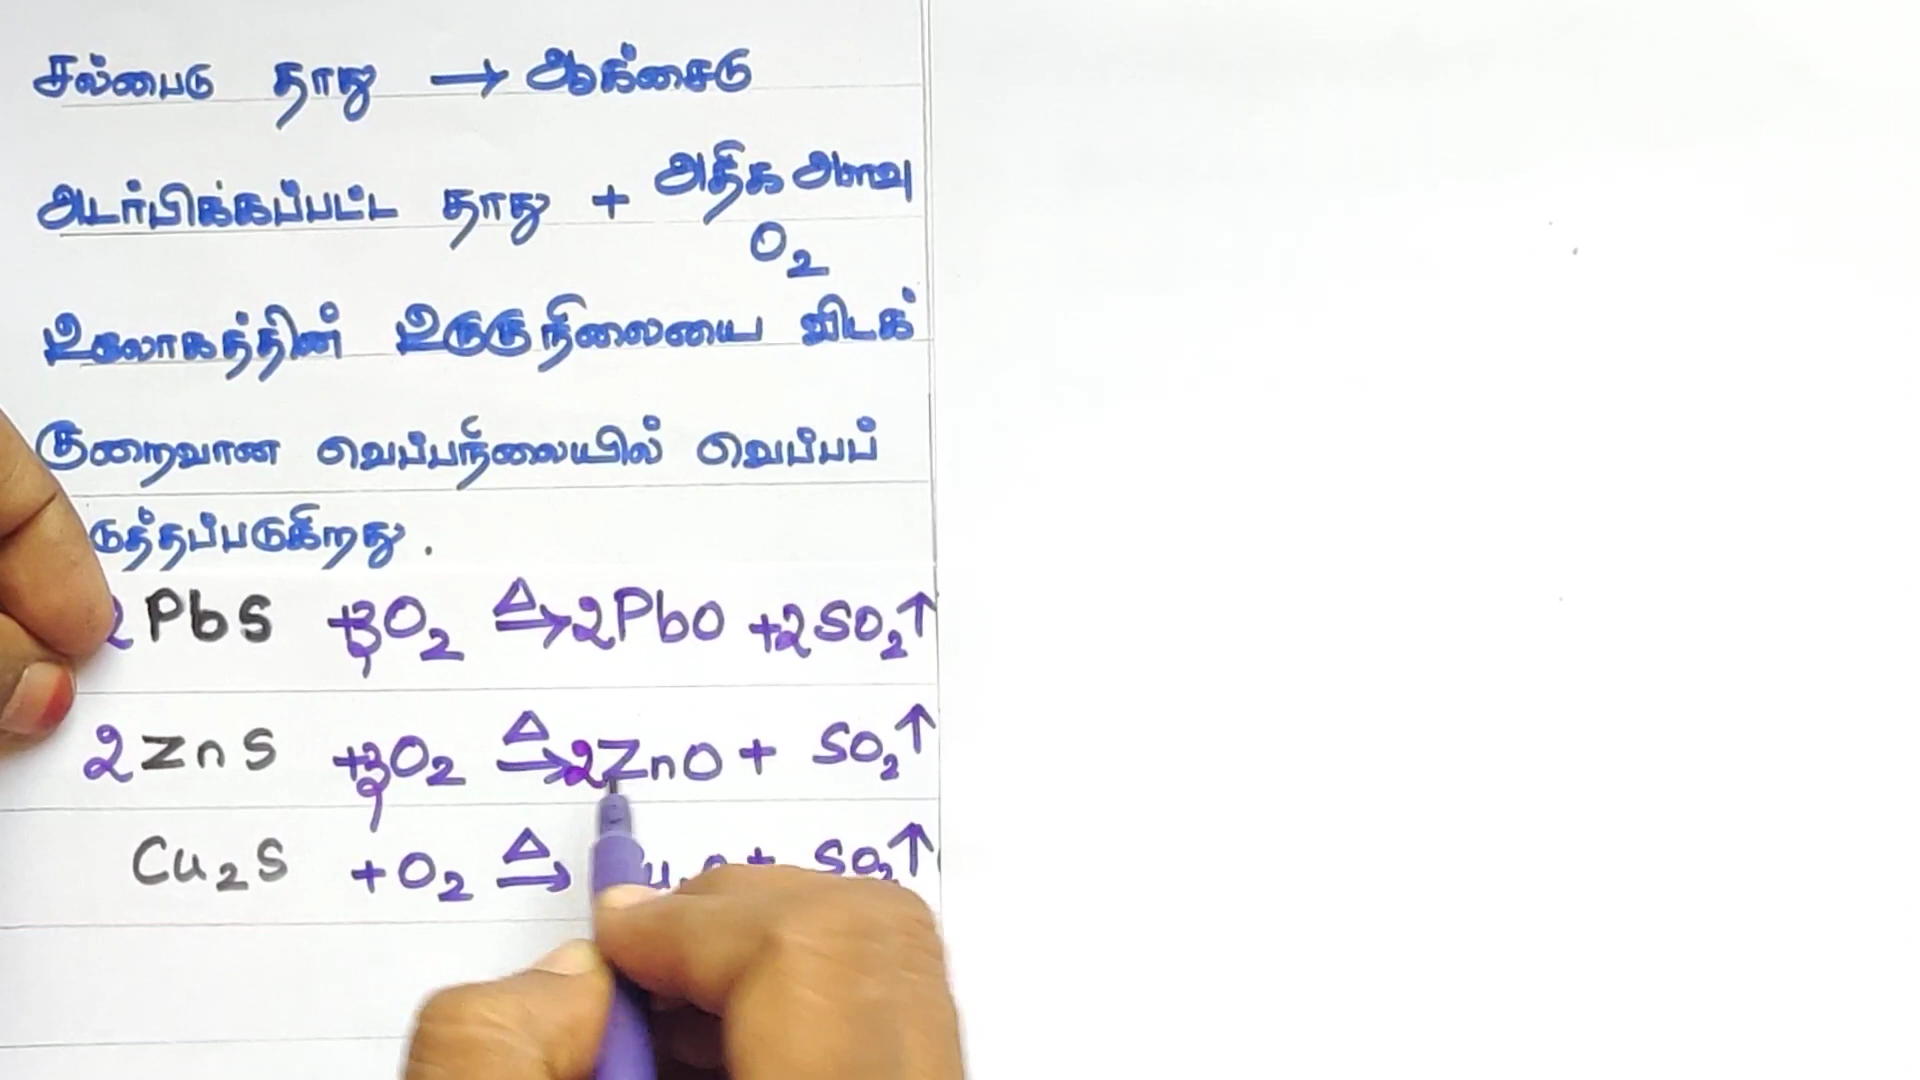 சல்பைடு தாது → ஆக்சைடு
அடர்பிக்கப்பட்ட தாது + அதிக அளவு
O₂
உலோகத்தின் உருகுநிலையை விடக்
குறைவான வெப்பநிலையில் வெப்பப்
டுத்தப்படுகிறது.
2PbS +3O₂ △→ 2PbO +2SO₂↑
2ZnS +3O₂ △→ 2ZnO + SO₂↑
Cu₂S +O₂ △→ + SO₂↑